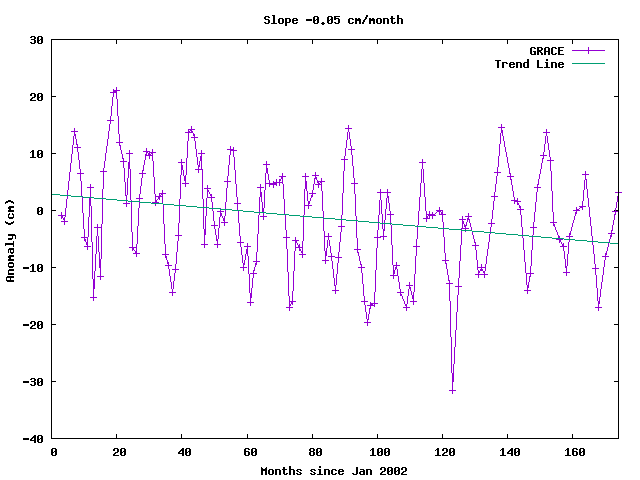 Slope -0.05 cm/month
GRACE
Trend Line
30
20
10
0
-10
-20
-30
-40
Anomaly (cm)
0 20 40 60 80 100 120 140 160
Months since Jan 2002